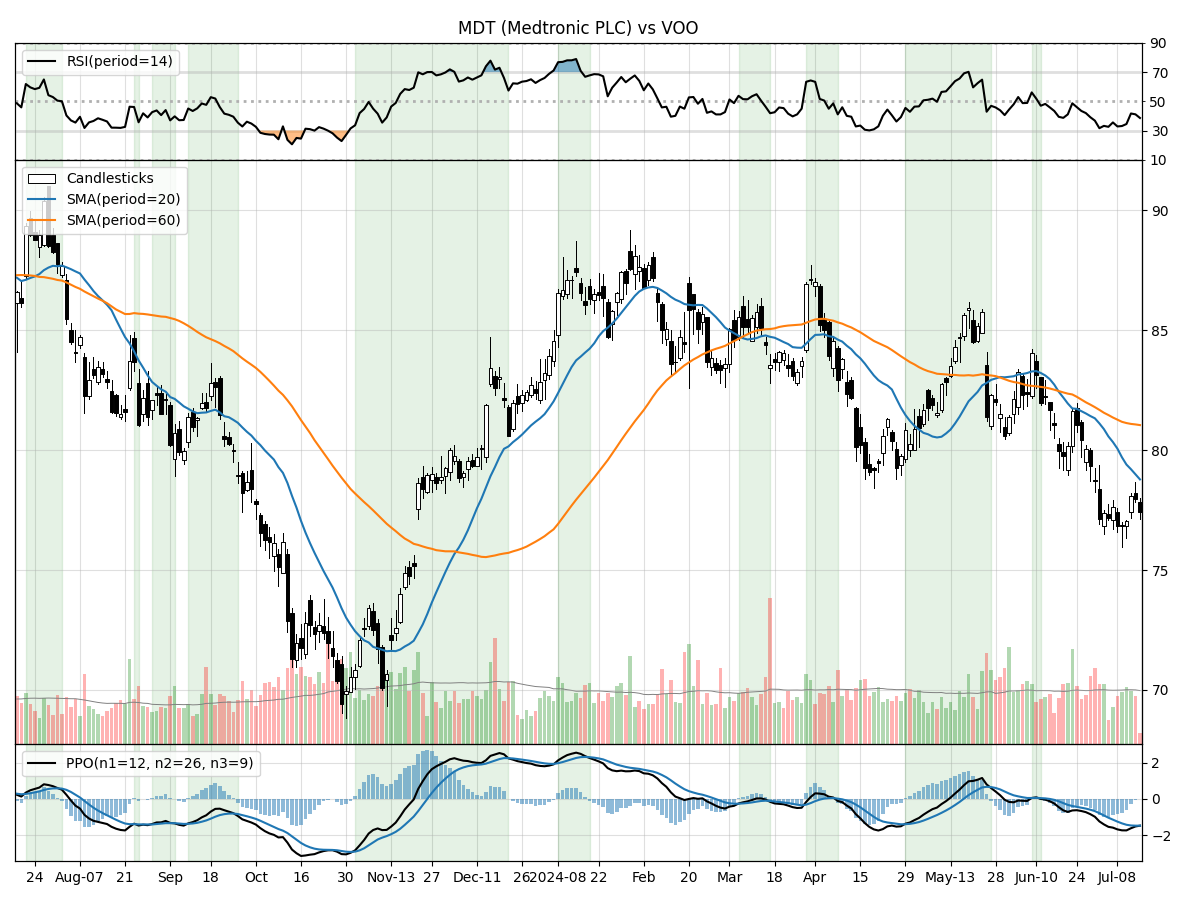 MDT (Medtronic PLC) vs VOO
RSI(period=14)
90
70
50
30
10
Candlesticks
SMA(period=20)
SMA(period=60)
90
85
80
75
70
PPO(n1=12, n2=26, n3=9)
2
0
−2
24 Aug-07 21 Sep 18 Oct 16 30 Nov-13 27 Dec-11 26 2024-08 22 Feb 20 Mar 18 Apr 15 29 May-13 28 Jun-10 24 Jul-08